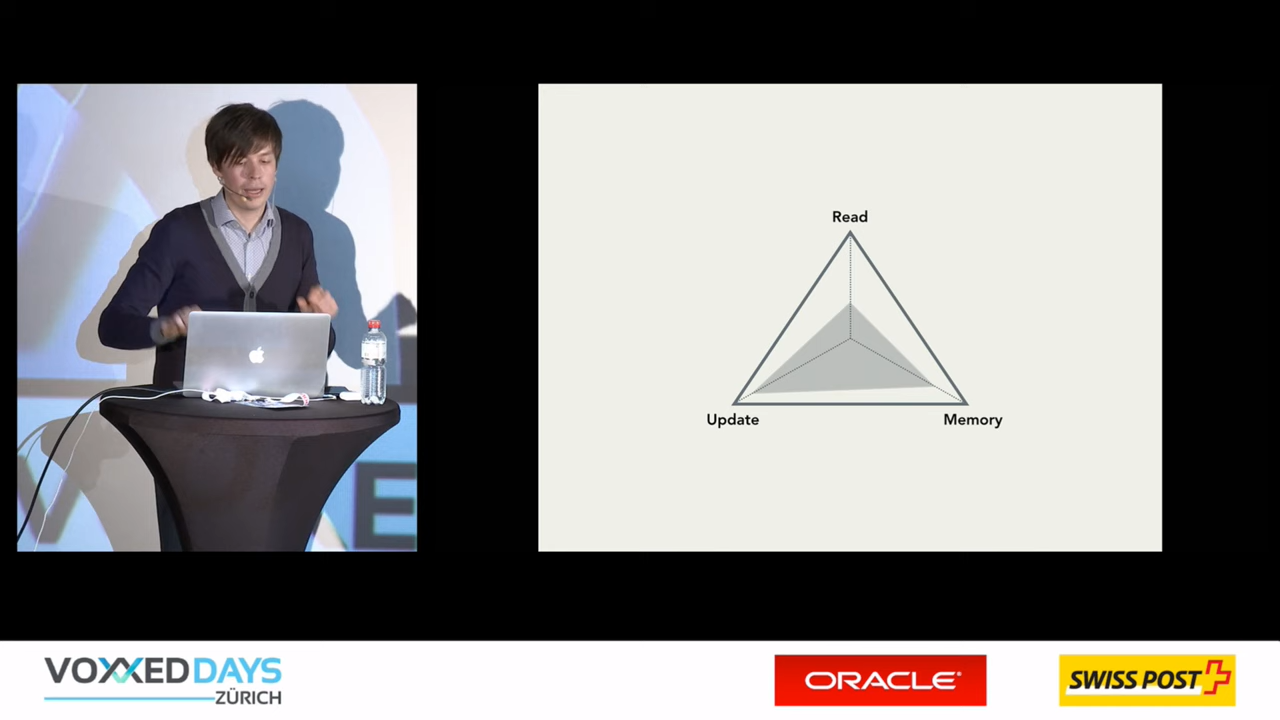 Read
Update
Memory
VOXXED DAYS
ZÜRICH
ORACLE®
SWISS POST